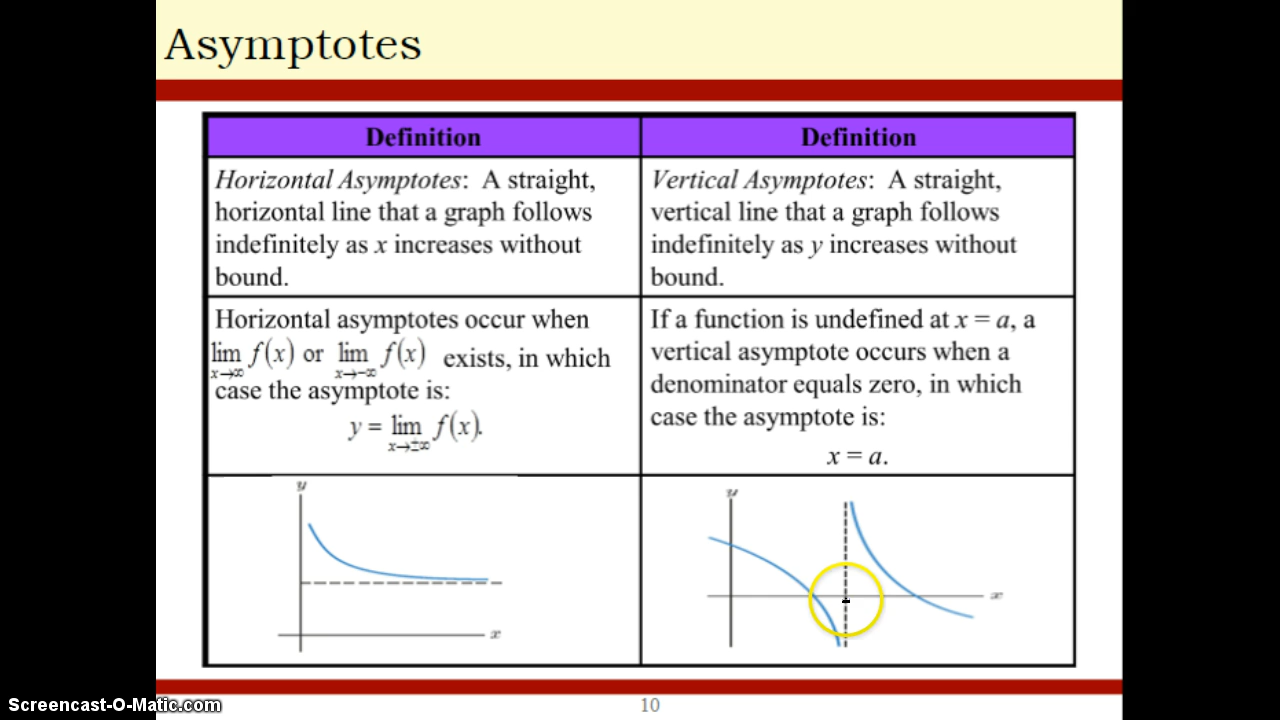 Asymptotes
Definition
Horizontal Asymptotes: A straight,
horizontal line that a graph follows
indefinitely as x increases without
bound.
Horizontal asymptotes occur when
lim f(x) or lim f(x) exists, in which
x→∞ x→-∞
case the asymptote is:
y = lim f(x).
x→±∞
y
x
Definition
Vertical Asymptotes: A straight,
vertical line that a graph follows
indefinitely as y increases without
bound.
If a function is undefined at x = a, a
vertical asymptote occurs when a
denominator equals zero, in which
case the asymptote is:
x = a.
y
x
Screencast-O-Matic.com
10